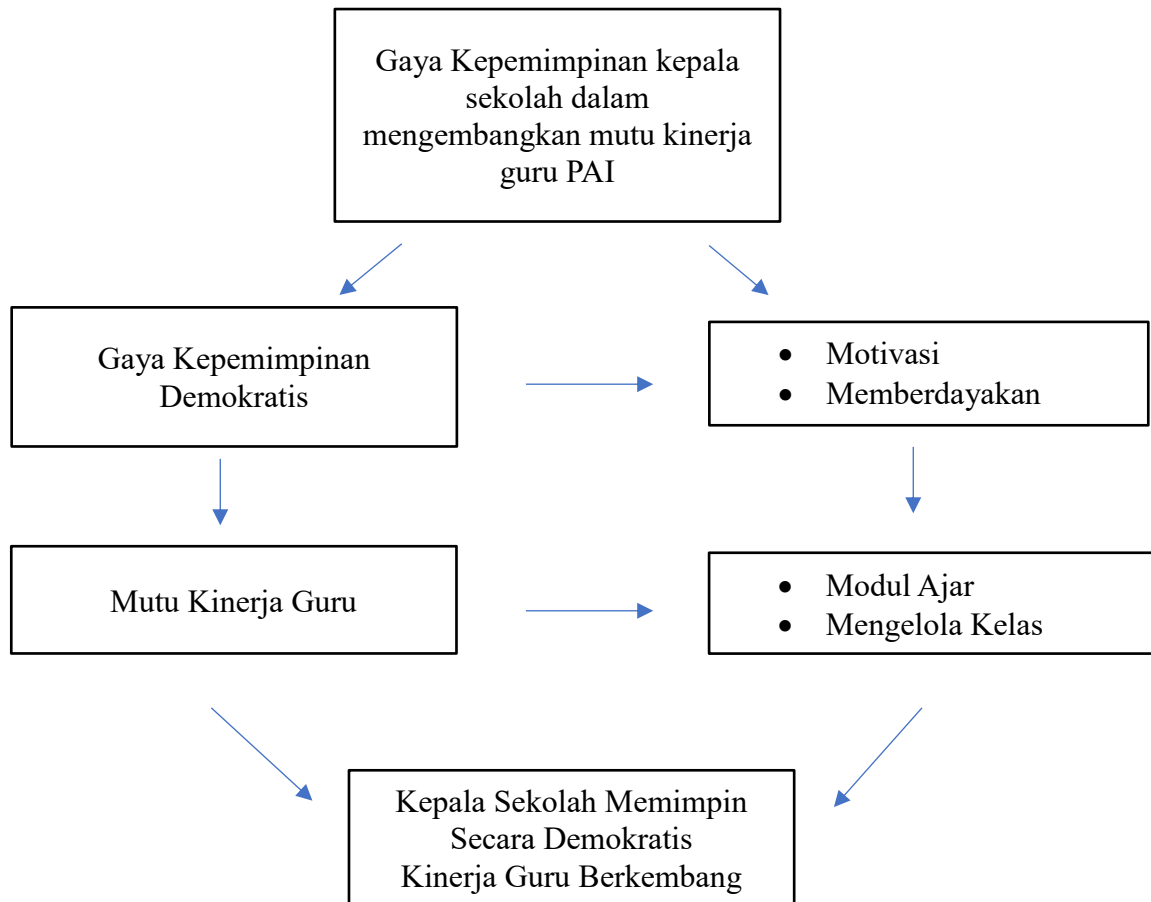 Gaya Kepemimpinan kepala
sekolah dalam
mengembangkan mutu kinerja
guru PAI
Gaya Kepemimpinan
Demokratis
• Motivasi
• Memberdayakan
Mutu Kinerja Guru
• Modul Ajar
• Mengelola Kelas
Kepala Sekolah Memimpin
Secara Demokratis
Kinerja Guru Berkembang